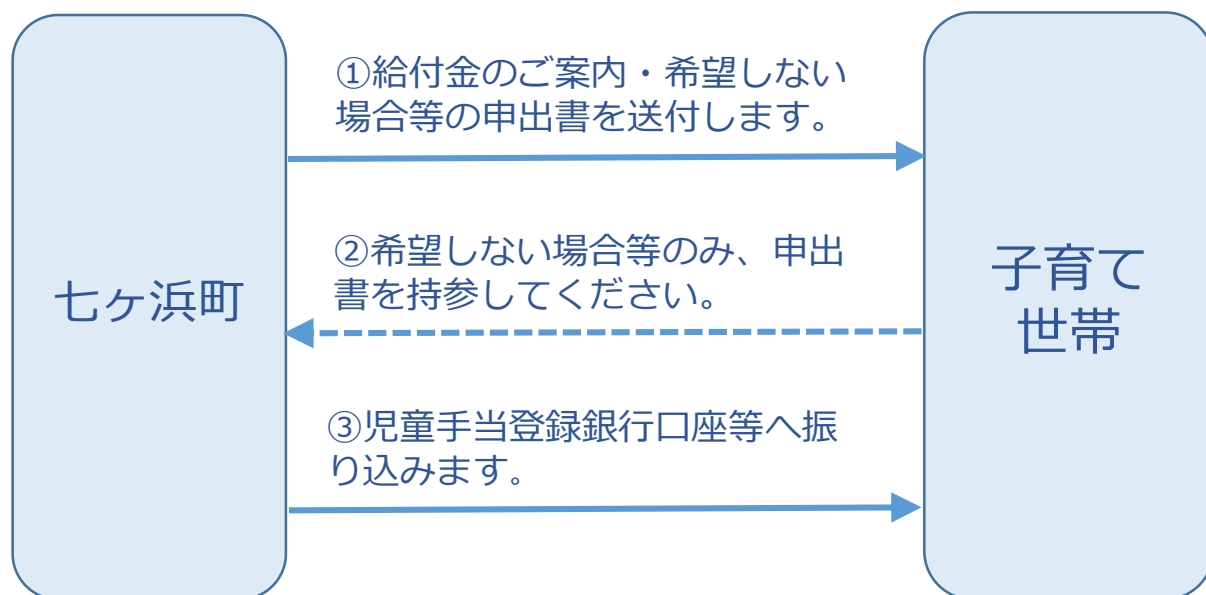 七ヶ浜町
①給付金のご案内・希望しない
場合等の申出書を送付します。
②希望しない場合等のみ、申出
書を持参してください。
③児童手当登録銀行口座等へ振
り込みます。
子育て
世帯